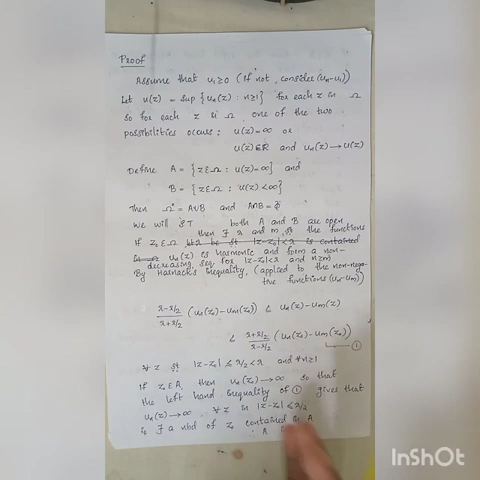 Proof
Assume that u₁≥0 (If not, consider (uₙ-u₁))
Let u(z) = sup {uₙ(z) : n≥1} for each z in Ω
so for each z in Ω, one of the two
possibilities occurs : u(z)=∞ or
u(z)∈R and uₙ(z)→u(z)
Define A = {z∈Ω : u(z)=∞} and
B = {z∈Ω : u(z)<∞}
Then Ω = A∪B and A∩B = ϕ
We will ST both A and B are open
If z₀∈Ω then ∃ r and m st the functions
uₙ(z) is harmonic and form a non-
decreasing seq for |z-z₀|<r and n≥m
By Harnack's Inequality, (applied to the non-nega
tive functions (uₙ-uₘ))
r-r/2 / r+r/2 (uₙ(z₀)-uₘ(z₀)) ≤ uₙ(z)-uₘ(z)
≤ r+r/2 / r-r/2 (uₙ(z₀)-uₘ(z₀)) ①
∀ z st |z-z₀| ≤ r/2 < r and ∀ n≥1
If z₀∈A then uₙ(z₀)→∞ so that
the left hand inequality of ① gives that
uₙ(z)→∞ ∀ z in |z-z₀| ≤ r/2
∃ a nbd of z₀ contained in A
∴ A
InShOt